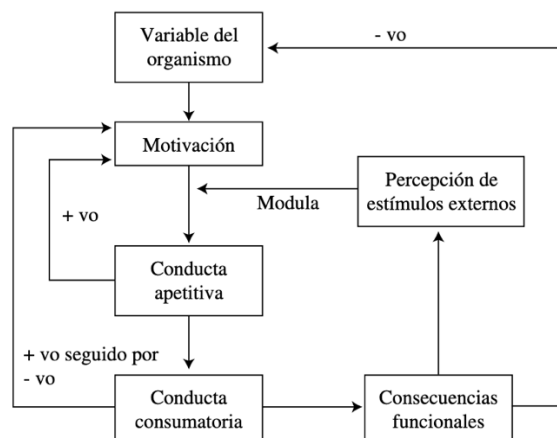 Variable del
organismo
- vo
Motivación
Percepción de
estímulos externos
Modula
+ vo
Conducta
apetitiva
+ vo seguido por
- vo
Conducta
consumatoria
Consecuencias
funcionales